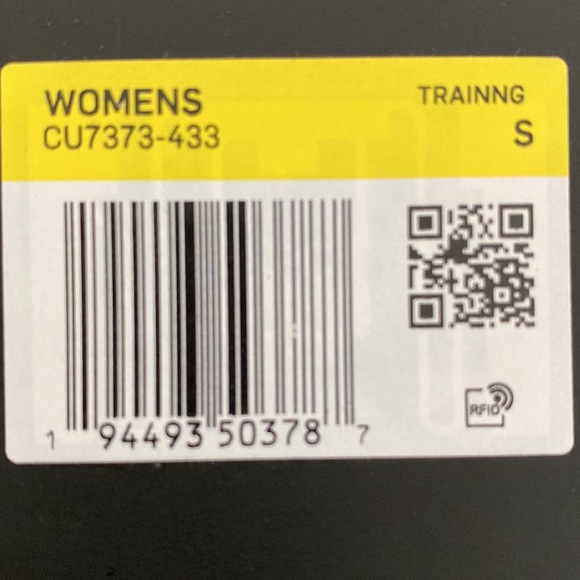 WOMENS
TRAINNG
CU7373-433
S
1 94493 50378 7
RFID